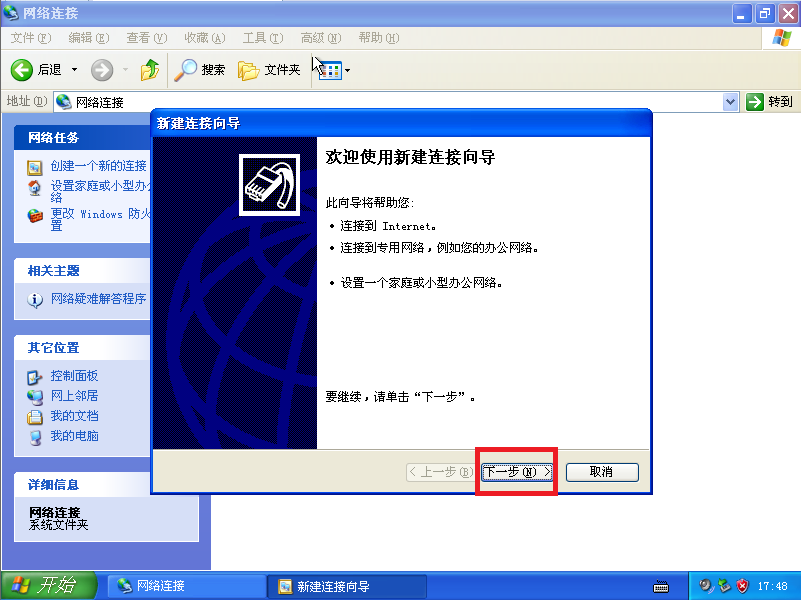 网络连接
文件(F) 编辑(E) 查看(V) 收藏(A) 工具(T) 高级(N) 帮助(H)
后退 搜索 文件夹
地址(D) 网络连接 转到
新建连接向导
网络任务
创建一个新的连接
设置家庭或小型办公
络
更改 Windows 防火
置
相关主题
网络疑难解答程序
其它位置
控制面板
网上邻居
我的文档
我的电脑
详细信息
网络连接
系统文件夹
欢迎使用新建连接向导
此向导将帮助您:
• 连接到 Internet。
• 连接到专用网络，例如您的办公网络。
• 设置一个家庭或小型办公网络。
要继续，请单击“下一步”。
< 上一步(B) 下一步(N) > 取消
开始 网络连接 新建连接向导 17:48